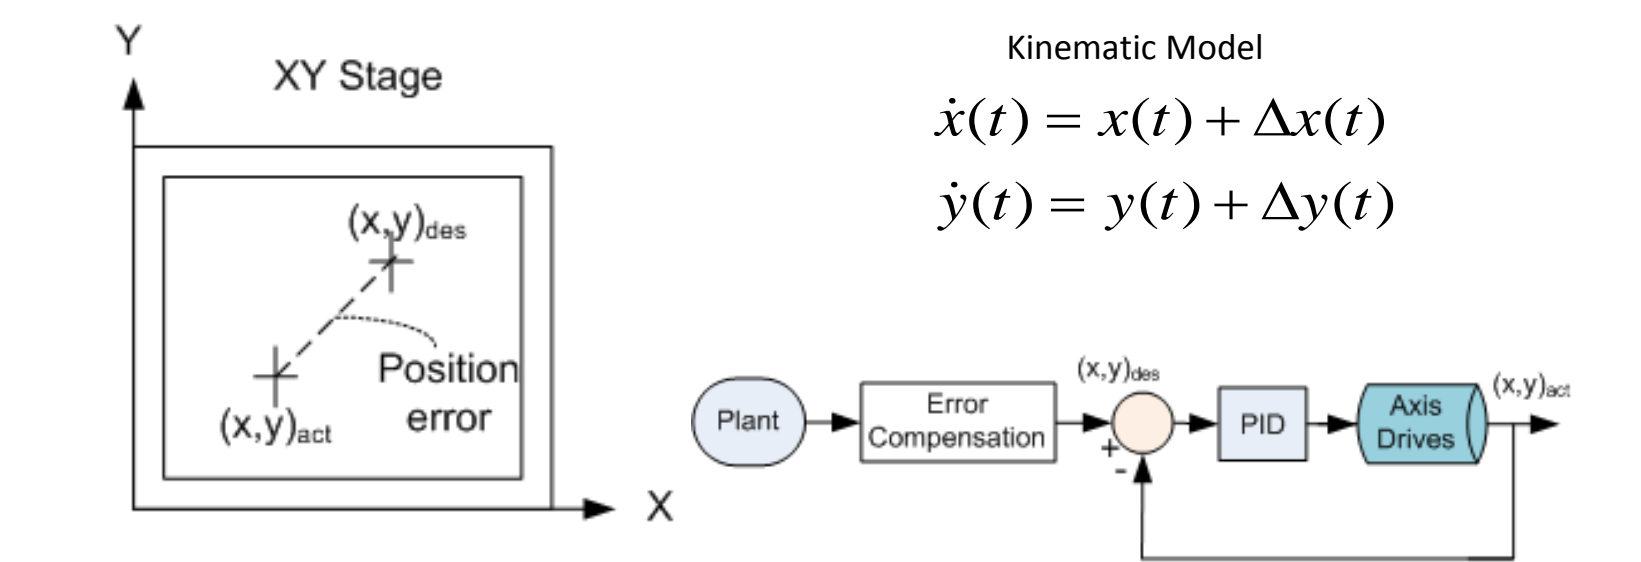 Y
XY Stage
(x,y)des
Position
error
(x,y)act
X
Kinematic Model
ẋ(t) = x(t) + Δx(t)
ẏ(t) = y(t) + Δy(t)
Plant
Error
Compensation
(x,y)des
+
-
PID
Axis
Drives
(x,y)act